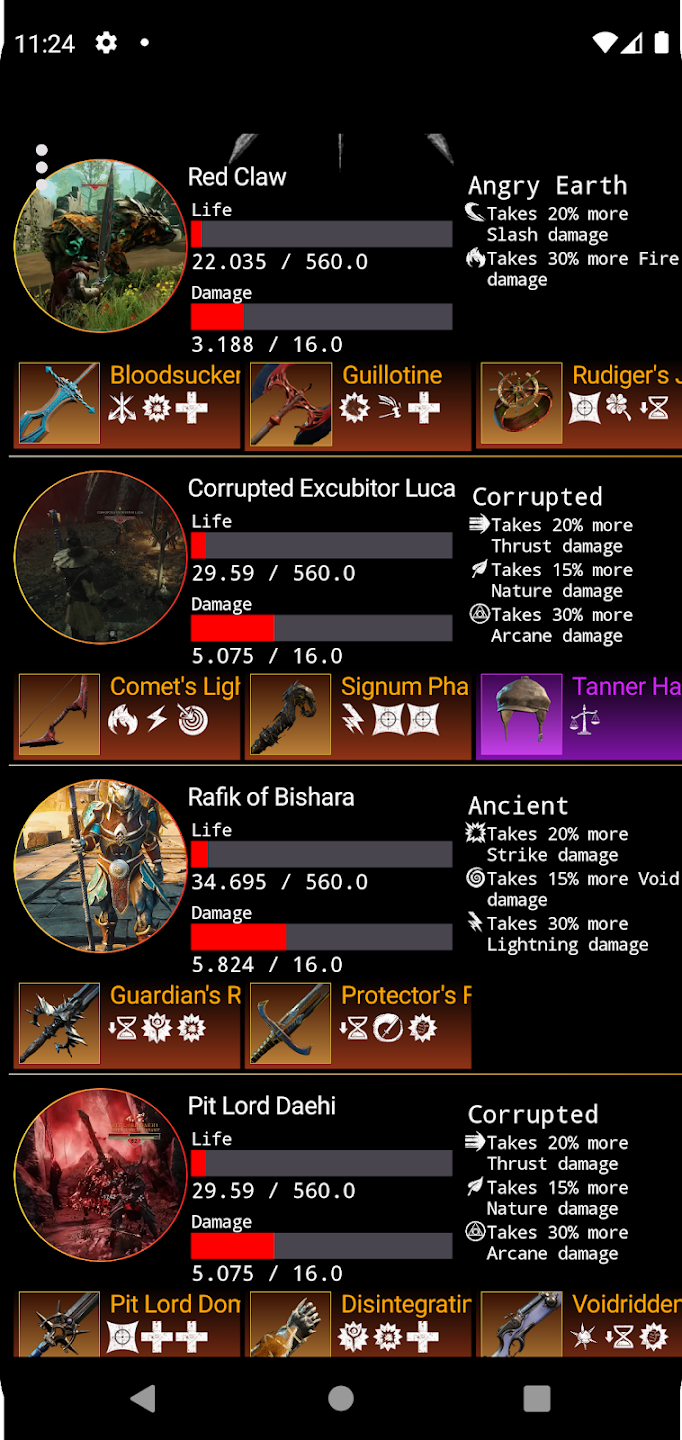 11:24
Red Claw
Life
22.035 / 560.0
Damage
3.188 / 16.0
Angry Earth
Takes 20% more
Slash damage
Takes 30% more Fire
damage
Bloodsucker
Guillotine
Rudiger's J
Corrupted Excubitor Luca
Life
29.59 / 560.0
Damage
5.075 / 16.0
Corrupted
Takes 20% more
Thrust damage
Takes 15% more
Nature damage
Takes 30% more
Arcane damage
Comet's Ligh
Signum Pha
Tanner Ha
Rafik of Bishara
Life
34.695 / 560.0
Damage
5.824 / 16.0
Ancient
Takes 20% more
Strike damage
Takes 15% more Void
damage
Takes 30% more
Lightning damage
Guardian's R
Protector's F
Pit Lord Daehi
Life
29.59 / 560.0
Damage
5.075 / 16.0
Corrupted
Takes 20% more
Thrust damage
Takes 15% more
Nature damage
Takes 30% more
Arcane damage
Pit Lord Dom
Disintegratin
Voidridden